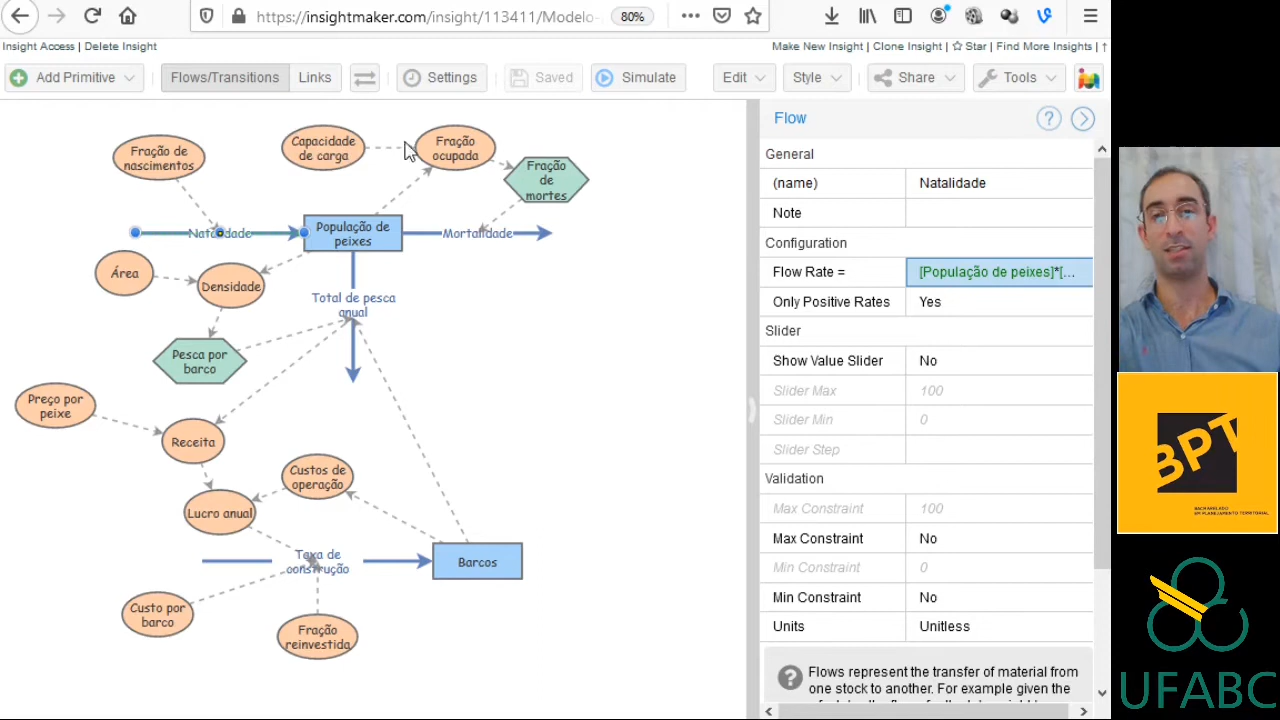 https://insightmaker.com/insight/113411/Modelo-
80%
Insight Access | Delete Insight
Make New Insight | Clone Insight | Star | Find More Insights |
Add Primitive
Flows/Transitions
Links
Settings
Saved
Simulate
Edit
Style
Share
Tools
Fração de
nascimentos
Capacidade
de carga
Fração
ocupada
Fração
de
mortes
Natalidade
População de
peixes
Mortalidade
Área
Densidade
Total de pesca
anual
Pesca por
barco
Preço por
peixe
Receita
Custos de
operação
Lucro anual
Taxa de
construção
Barcos
Custo por
barco
Fração
reinvestida
Flow
General
(name) Natalidade
Note
Configuration
Flow Rate = [População de peixes]*[...
Only Positive Rates Yes
Slider
Show Value Slider No
Slider Max 100
Slider Min 0
Slider Step
Validation
Max Constraint 100
Max Constraint No
Min Constraint 0
Min Constraint No
Units Unitless
Flows represent the transfer of material from
one stock to another. For example given the
BPT
BACHARELADO
EM PLANEJAMENTO TERRITORIAL
UFABC